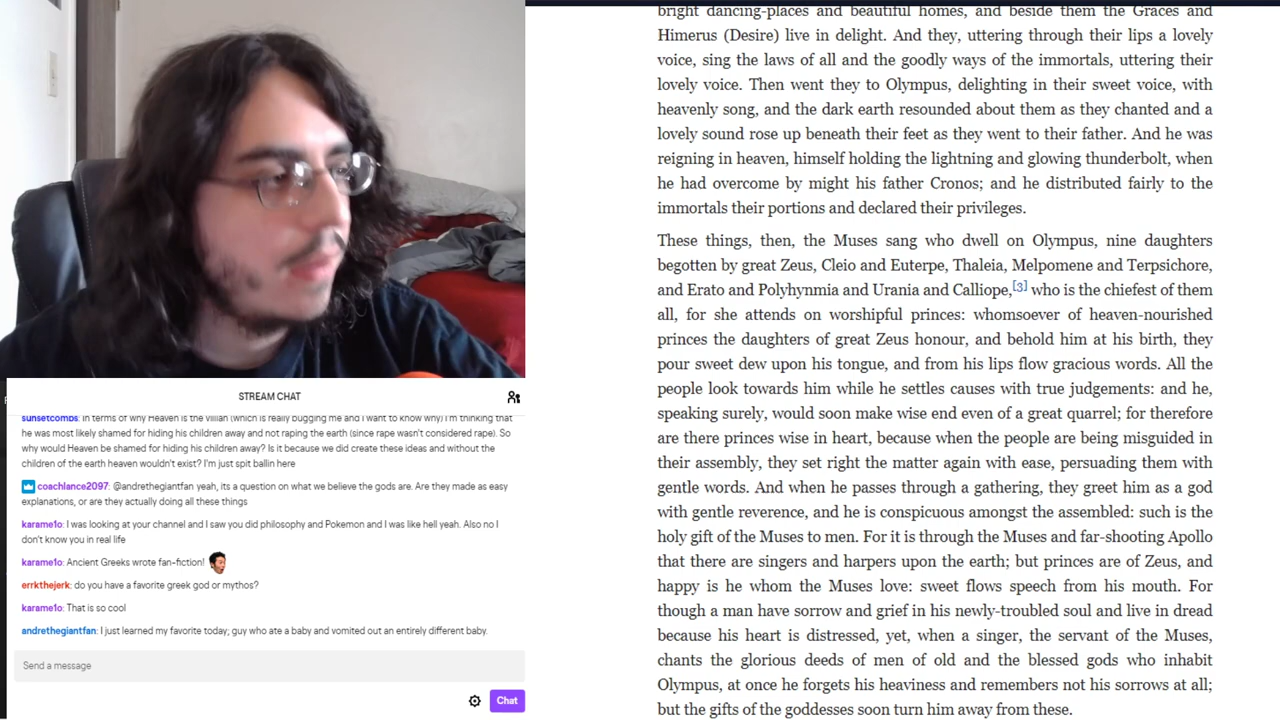 STREAM CHAT
sunsetcombs: In terms of why Heaven is the villian (which is really bugging me and I want to know why) I'm thinking that
he was most likely shamed for hiding his children away and not raping the earth (since rape wasn't considered rape). So
why would Heaven be shamed for hiding his children away? Is it because we did create these ideas and without the
children of the earth heaven wouldn't exist? I'm just spit ballin here
coachlance2097: @andrethegiantfan yeah, its a question on what we believe the gods are. Are they made as easy
explanations, or are they actually doing all these things
karame1o: I was looking at your channel and I saw you did philosophy and Pokemon and I was like hell yeah. Also no I
don't know you in real life
karame1o: Ancient Greeks wrote fan-fiction!
errkthejerk: do you have a favorite greek god or mythos?
karame1o: That is so cool
andrethegiantfan: I just learned my favorite today; guy who ate a baby and vomited out an entirely different baby.
Send a message
Chat
bright dancing-places and beautiful homes, and beside them the Graces and
Himerus (Desire) live in delight. And they, uttering through their lips a lovely
voice, sing the laws of all and the goodly ways of the immortals, uttering their
lovely voice. Then went they to Olympus, delighting in their sweet voice, with
heavenly song, and the dark earth resounded about them as they chanted and a
lovely sound rose up beneath their feet as they went to their father. And he was
reigning in heaven, himself holding the lightning and glowing thunderbolt, when
he had overcome by might his father Cronos; and he distributed fairly to the
immortals their portions and declared their privileges.
These things, then, the Muses sang who dwell on Olympus, nine daughters
begotten by great Zeus, Cleio and Euterpe, Thaleia, Melpomene and Terpsichore,
and Erato and Polyhynmia and Urania and Calliope,[3] who is the chiefest of them
all, for she attends on worshipful princes: whomsoever of heaven-nourished
princes the daughters of great Zeus honour, and behold him at his birth, they
pour sweet dew upon his tongue, and from his lips flow gracious words. All the
people look towards him while he settles causes with true judgements: and he,
speaking surely, would soon make wise end even of a great quarrel; for therefore
are there princes wise in heart, because when the people are being misguided in
their assembly, they set right the matter again with ease, persuading them with
gentle words. And when he passes through a gathering, they greet him as a god
with gentle reverence, and he is conspicuous amongst the assembled: such is the
holy gift of the Muses to men. For it is through the Muses and far-shooting Apollo
that there are singers and harpers upon the earth; but princes are of Zeus, and
happy is he whom the Muses love: sweet flows speech from his mouth. For
though a man have sorrow and grief in his newly-troubled soul and live in dread
because his heart is distressed, yet, when a singer, the servant of the Muses,
chants the glorious deeds of men of old and the blessed gods who inhabit
Olympus, at once he forgets his heaviness and remembers not his sorrows at all;
but the gifts of the goddesses soon turn him away from these.